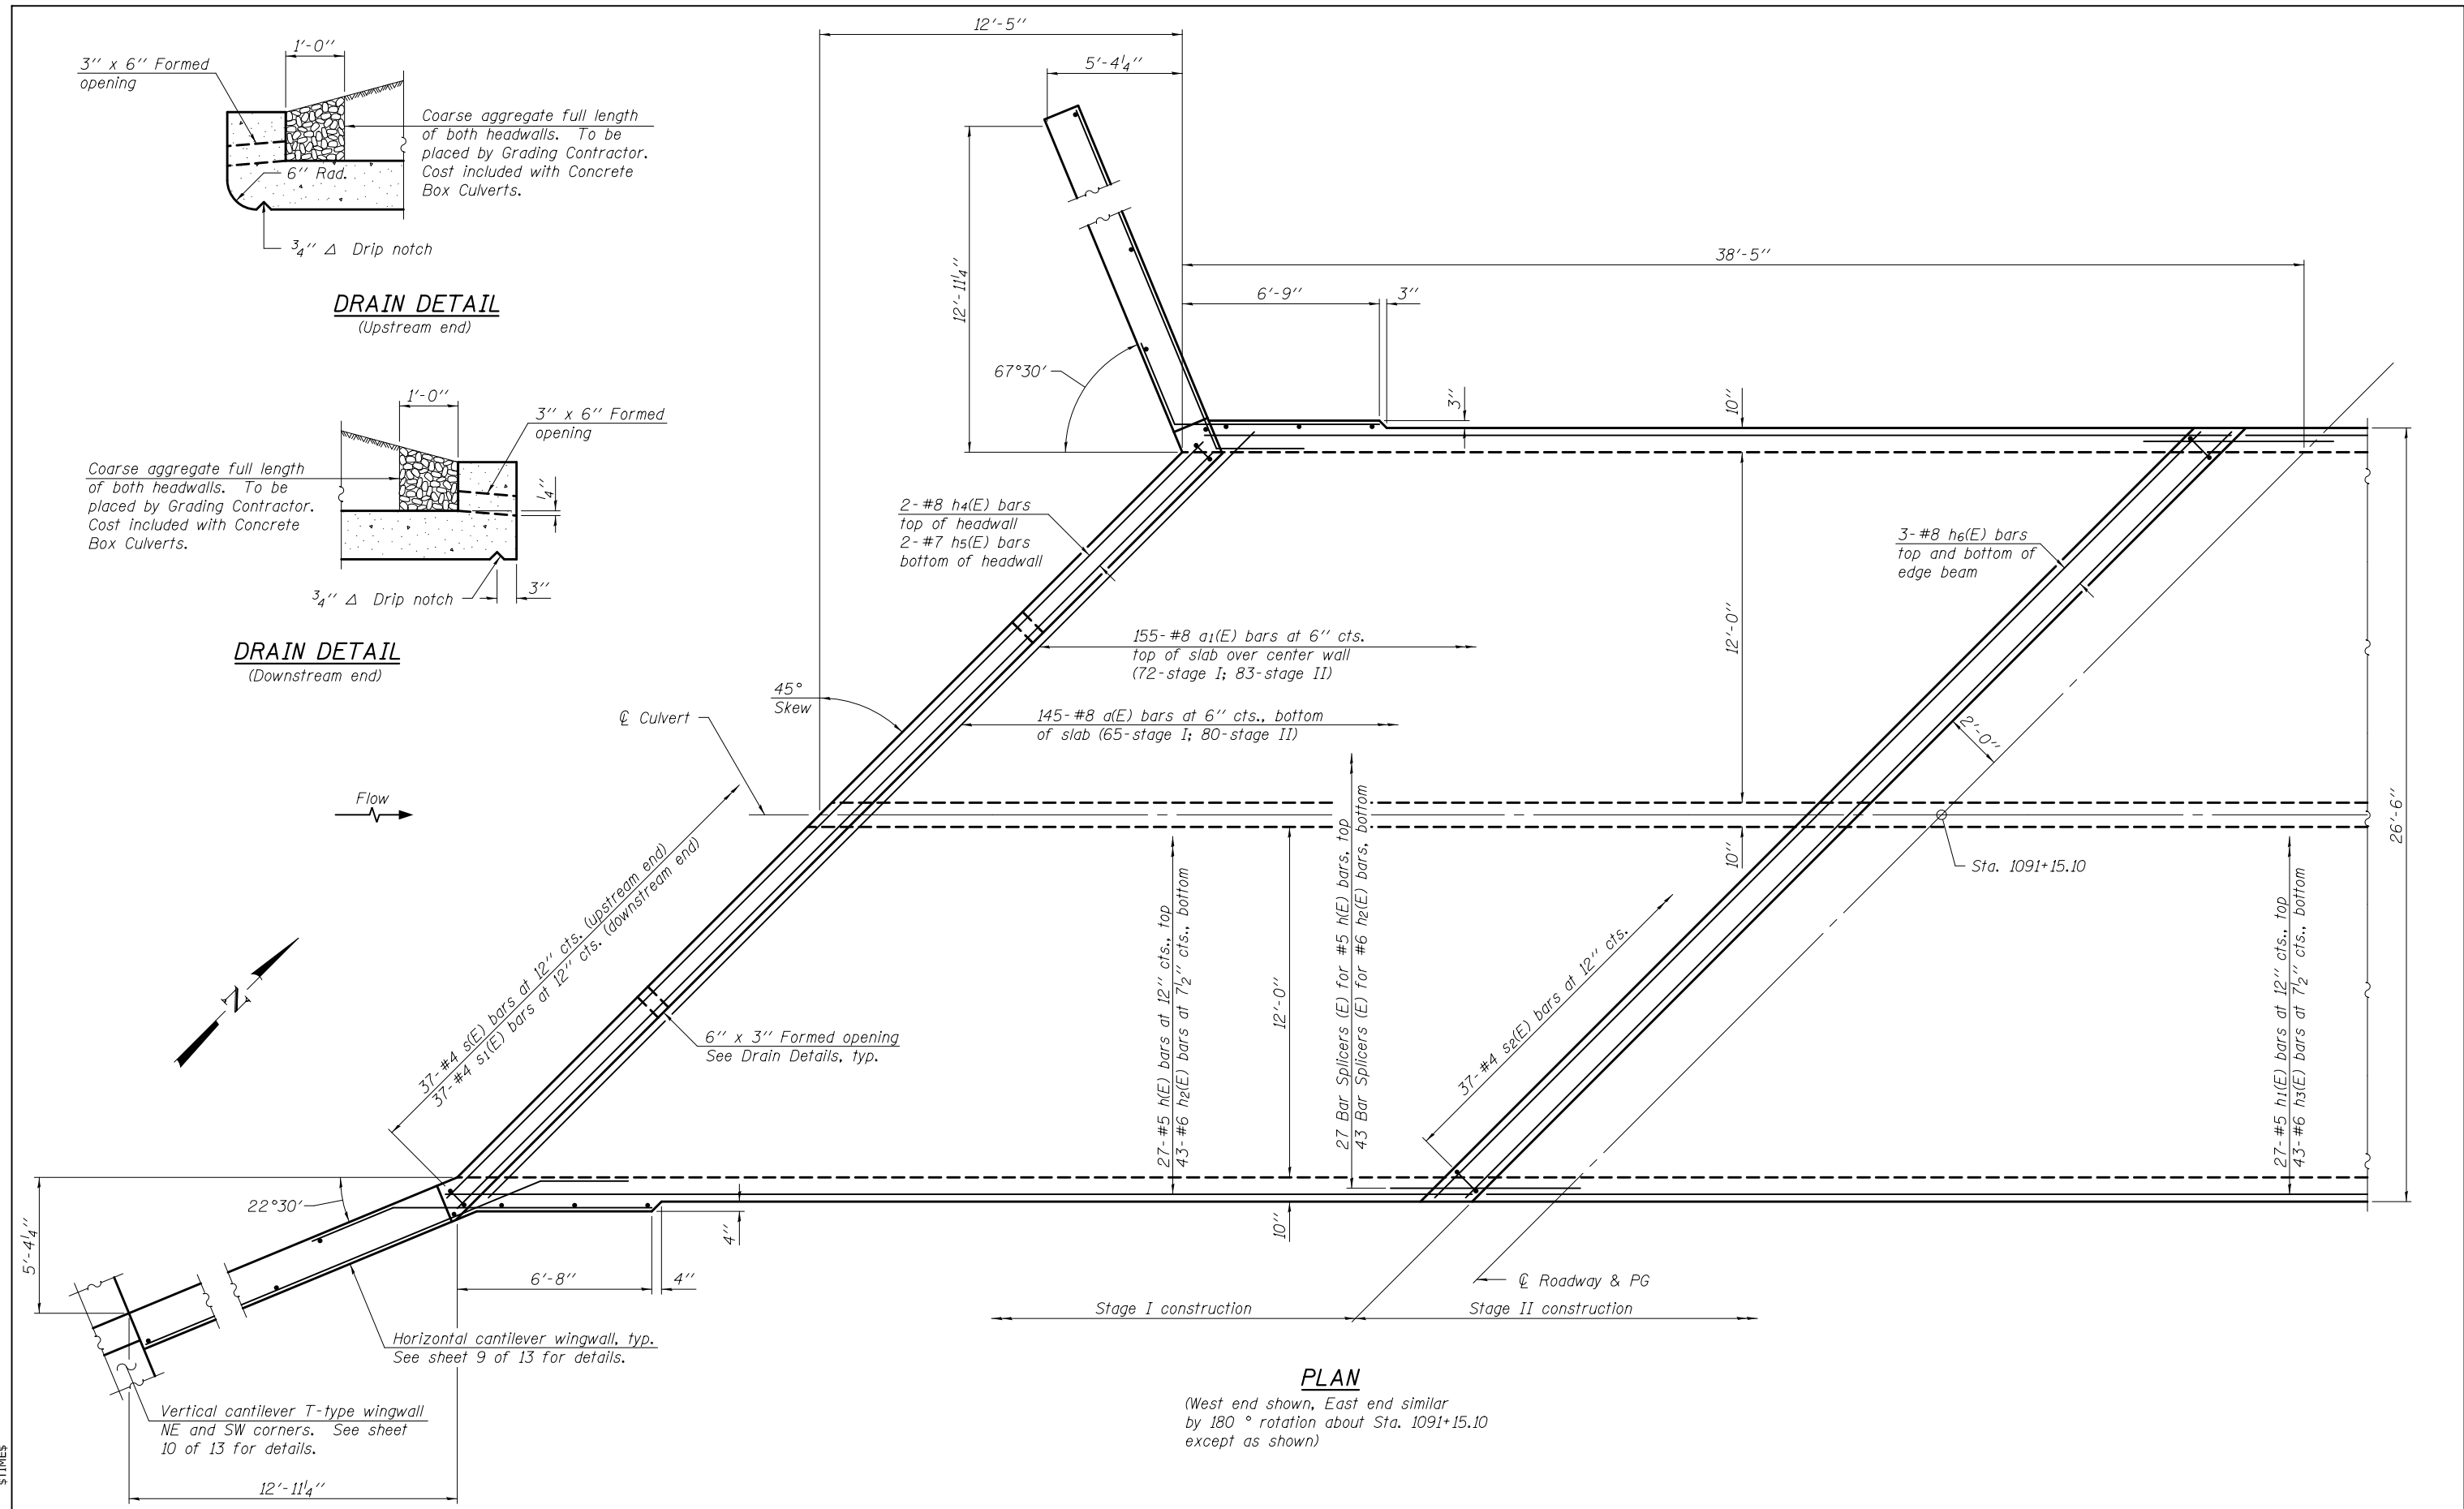 12'-5"
5'-4 1/4"
1'-0"
3" x 6" Formed
opening
Coarse aggregate full length
of both headwalls. To be
placed by Grading Contractor.
Cost included with Concrete
Box Culverts.
6" Rad.
3/4" △ Drip notch
DRAIN DETAIL
(Upstream end)
12'-11 1/4"
67°30'
38'-5"
6'-9"
3"
3"
10"
1'-0"
3" x 6" Formed
opening
Coarse aggregate full length
of both headwalls. To be
placed by Grading Contractor.
Cost included with Concrete
Box Culverts.
1/4"
3/4" △ Drip notch
3"
DRAIN DETAIL
(Downstream end)
2-#8 h4(E) bars
top of headwall
2-#7 h5(E) bars
bottom of headwall
3-#8 h6(E) bars
top and bottom of
edge beam
155-#8 a1(E) bars at 6" cts.
top of slab over center wall
(72-stage I; 83-stage II)
12'-0"
45°
Skew
℄ Culvert
145-#8 a(E) bars at 6" cts., bottom
of slab (65-stage I; 80-stage II)
2'-0"
Flow
26'-6"
10"
Sta. 1091+15.10
37-#4 s(E) bars at 12" cts. (upstream end)
37-#4 s1(E) bars at 12" cts. (downstream end)
27-#5 h(E) bars at 12" cts., top
43-#6 h2(E) bars at 7 1/2" cts., bottom
12'-0"
27 Bar Splicers (E) for #5 h(E) bars, top
43 Bar Splicers (E) for #6 h2(E) bars, bottom
37-#4 s2(E) bars at 12" cts.
27-#5 h1(E) bars at 12" cts., top
43-#6 h3(E) bars at 7 1/2" cts., bottom
N
6" x 3" Formed opening
See Drain Details, typ.
22°30'
5'-4 1/4"
4"
10"
6'-8"
4"
℄ Roadway & PG
Stage I construction
Stage II construction
Horizontal cantilever wingwall, typ.
See sheet 9 of 13 for details.
Vertical cantilever T-type wingwall
NE and SW corners. See sheet
10 of 13 for details.
12'-11 1/4"
PLAN
(West end shown, East end similar
by 180 ° rotation about Sta. 1091+15.10
except as shown)
$TIME$